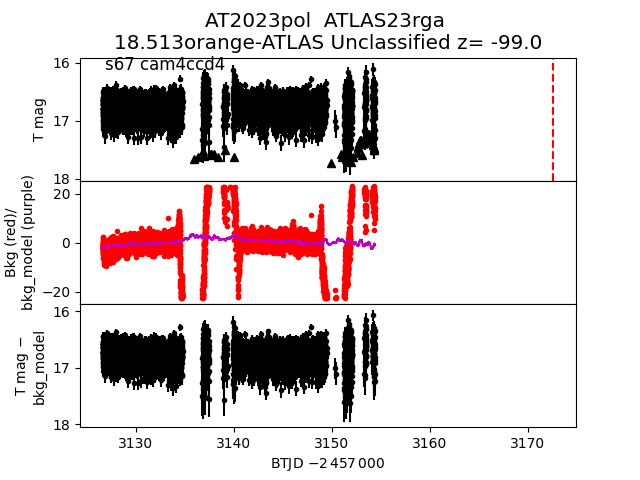 AT2023pol ATLAS23rga
18.513orange-ATLAS Unclassified z= -99.0
s67 cam4ccd4
16
17
18
T mag
20
0
−20
Bkg (red)/
bkg_model (purple)
16
17
18
T mag −
bkg_model
3130 3140 3150 3160 3170
BTJD −2 457 000